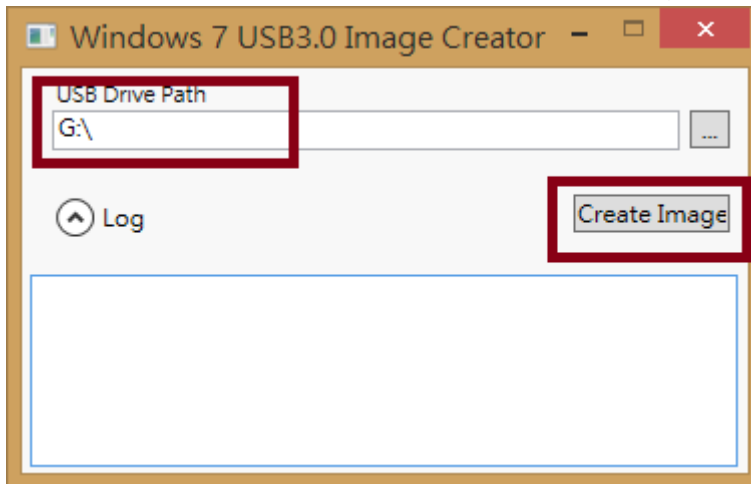 Windows 7 USB3.0 Image Creator
USB Drive Path
G:\
...
Log
Create Image